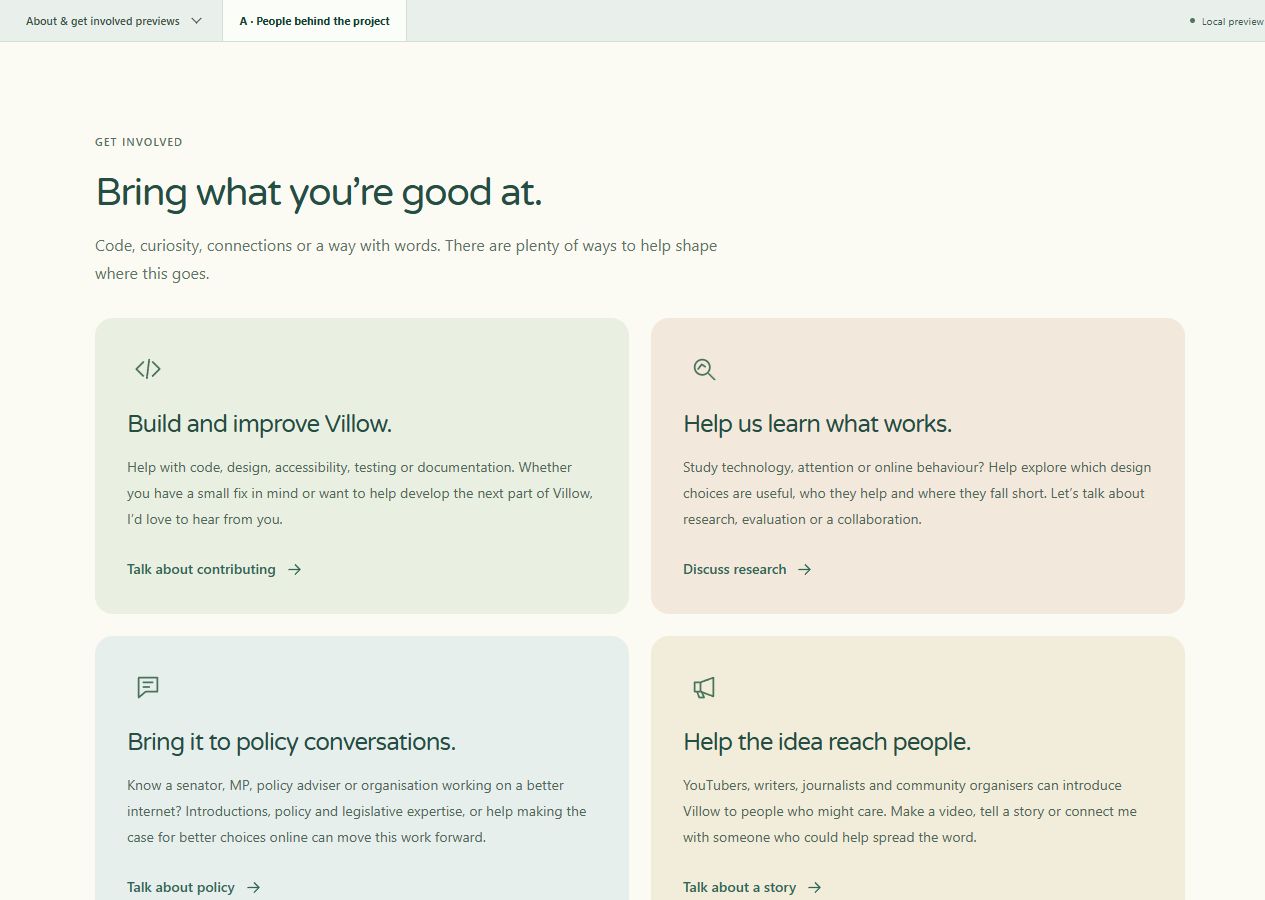 About & get involved previews
A · People behind the project
Local preview
GET INVOLVED
Bring what you’re good at.
Code, curiosity, connections or a way with words. There are plenty of ways to help shape
where this goes.
Build and improve Villow.
Help with code, design, accessibility, testing or documentation. Whether
you have a small fix in mind or want to help develop the next part of Villow,
I’d love to hear from you.
Talk about contributing
Help us learn what works.
Study technology, attention or online behaviour? Help explore which design
choices are useful, who they help and where they fall short. Let’s talk about
research, evaluation or a collaboration.
Discuss research
Bring it to policy conversations.
Know a senator, MP, policy adviser or organisation working on a better
internet? Introductions, policy and legislative expertise, or help making the
case for better choices online can move this work forward.
Talk about policy
Help the idea reach people.
YouTubers, writers, journalists and community organisers can introduce
Villow to people who might care. Make a video, tell a story or connect me
with someone who could help spread the word.
Talk about a story